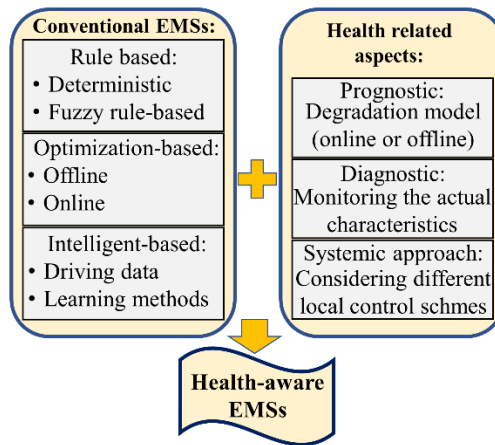 Conventional EMSs:
Rule based:
• Deterministic
• Fuzzy rule-based
Optimization-based:
• Offline
• Online
Intelligent-based:
• Driving data
• Learning methods
Health related
aspects:
Prognostic:
Degradation model
(online or offline)
Diagnostic:
Monitoring the actual
characteristics
Systemic approach:
Considering different
local control schmes
Health-aware
EMSs